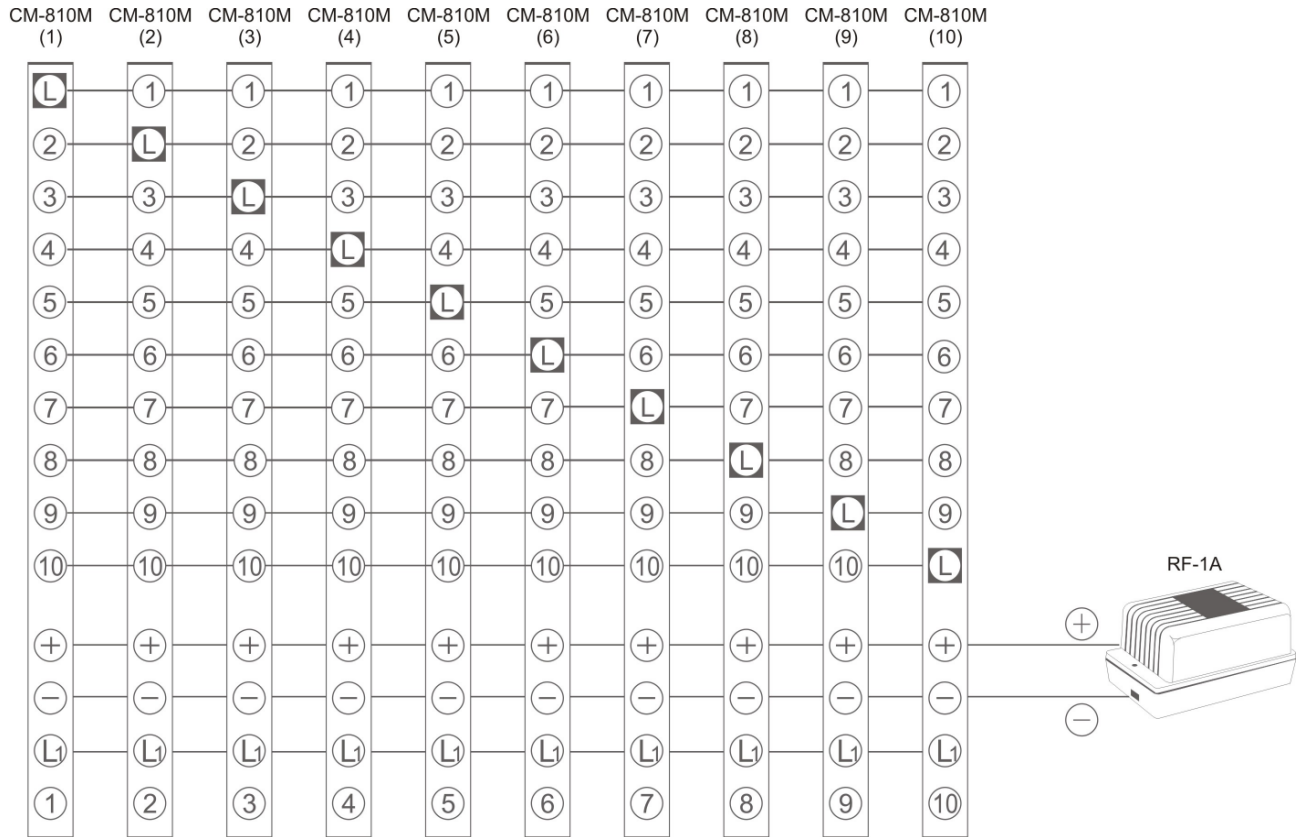 CM-810M CM-810M CM-810M CM-810M CM-810M CM-810M CM-810M CM-810M CM-810M CM-810M
(1) (2) (3) (4) (5) (6) (7) (8) (9) (10)
L 1 1 1 1 1 1 1 1 1
2 L 2 2 2 2 2 2 2 2
3 3 L 3 3 3 3 3 3 3
4 4 4 L 4 4 4 4 4 4
5 5 5 5 L 5 5 5 5 5
6 6 6 6 6 L 6 6 6 6
7 7 7 7 7 7 L 7 7 7
8 8 8 8 8 8 8 L 8 8
9 9 9 9 9 9 9 9 L 9
10 10 10 10 10 10 10 10 10 L
RF-1A
+
+ + + + + + + + + +
− − − − − − − − − −
−
L1 L1 L1 L1 L1 L1 L1 L1 L1 L1
1 2 3 4 5 6 7 8 9 10